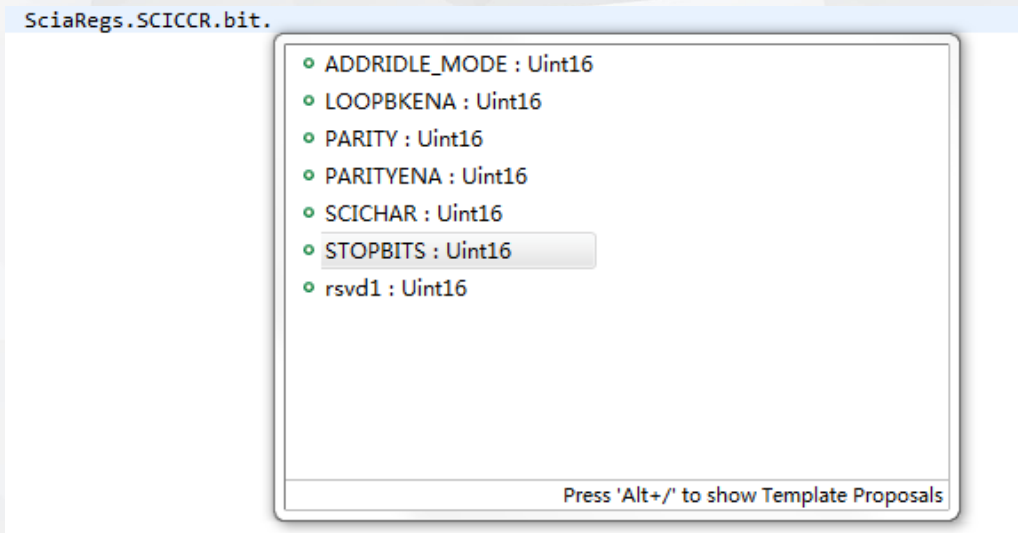 SciaRegs.SCICCR.bit.
ADDRIDLE_MODE : Uint16
LOOPBKENA : Uint16
PARITY : Uint16
PARITYENA : Uint16
SCICHAR : Uint16
STOPBITS : Uint16
rsvd1 : Uint16
Press 'Alt+/' to show Template Proposals